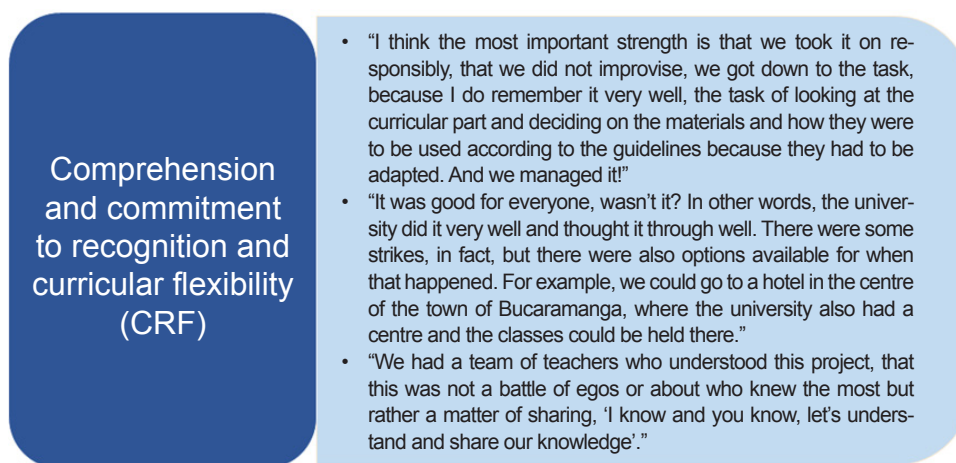 Comprehension
and commitment
to recognition and
curricular flexibility
(CRF)
• “I think the most important strength is that we took it on re-
sponsibly, that we did not improvise, we got down to the task,
because I do remember it very well, the task of looking at the
curricular part and deciding on the materials and how they were
to be used according to the guidelines because they had to be
adapted. And we managed it!”
• “It was good for everyone, wasn’t it? In other words, the univer-
sity did it very well and thought it through well. There were some
strikes, in fact, but there were also options available for when
that happened. For example, we could go to a hotel in the centre
of the town of Bucaramanga, where the university also had a
centre and the classes could be held there.”
• “We had a team of teachers who understood this project, that
this was not a battle of egos or about who knew the most but
rather a matter of sharing, ‘I know and you know, let’s unders-
tand and share our knowledge’.”